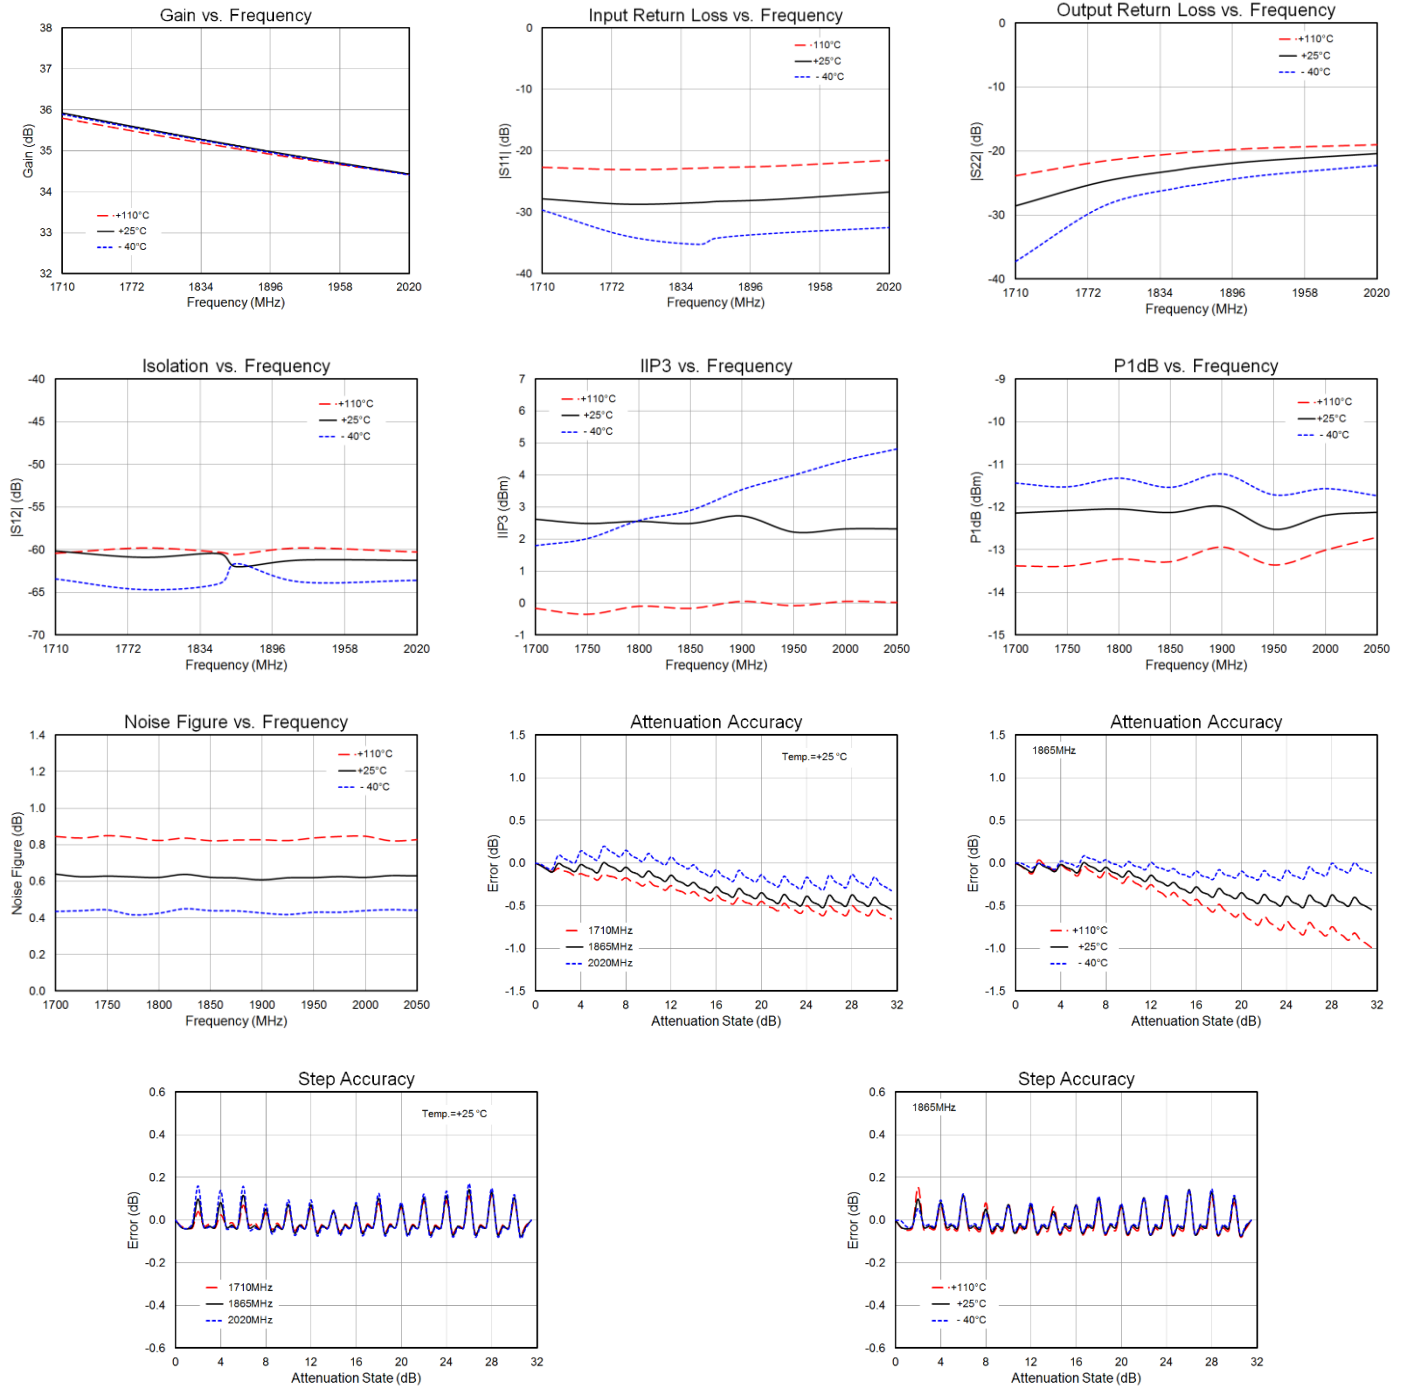 Gain vs. Frequency
38
37
36
35
34
33
32
Gain (dB)
+110°C
+25°C
- 40°C
1710 1772 1834 1896 1958 2020
Frequency (MHz)
Input Return Loss vs. Frequency
0
-10
-20
-30
-40
|S11| (dB)
110°C
+25°C
- 40°C
1710 1772 1834 1896 1958 2020
Frequency (MHz)
Output Return Loss vs. Frequency
0
-10
-20
-30
-40
|S22| (dB)
+110°C
+25°C
- 40°C
1710 1772 1834 1896 1958 2020
Frequency (MHz)
Isolation vs. Frequency
-40
-45
-50
-55
-60
-65
-70
|S12| (dB)
+110°C
+25°C
- 40°C
1710 1772 1834 1896 1958 2020
Frequency (MHz)
IIP3 vs. Frequency
7
6
5
4
3
2
1
0
-1
IIP3 (dBm)
+110°C
+25°C
- 40°C
1700 1750 1800 1850 1900 1950 2000 2050
Frequency (MHz)
P1dB vs. Frequency
-9
-10
-11
-12
-13
-14
-15
P1dB (dBm)
+110°C
+25°C
- 40°C
1700 1750 1800 1850 1900 1950 2000 2050
Frequency (MHz)
Noise Figure vs. Frequency
1.4
1.2
1.0
0.8
0.6
0.4
0.2
0.0
Noise Figure (dB)
+110°C
+25°C
- 40°C
1700 1750 1800 1850 1900 1950 2000 2050
Frequency (MHz)
Attenuation Accuracy
1.5
1.0
0.5
0.0
-0.5
-1.0
-1.5
Error (dB)
Temp.=+25 °C
1710MHz
1865MHz
2020MHz
0 4 8 12 16 20 24 28 32
Attenuation State (dB)
Attenuation Accuracy
1.5
1.0
0.5
0.0
-0.5
-1.0
-1.5
Error (dB)
1865MHz
+110°C
+25°C
- 40°C
0 4 8 12 16 20 24 28 32
Attenuation State (dB)
Step Accuracy
0.6
0.4
0.2
0.0
-0.2
-0.4
-0.6
Error (dB)
Temp.=+25 °C
1710MHz
1865MHz
2020MHz
0 4 8 12 16 20 24 28 32
Attenuation State (dB)
Step Accuracy
0.6
0.4
0.2
0.0
-0.2
-0.4
-0.6
Error (dB)
1865MHz
+110°C
+25°C
- 40°C
0 4 8 12 16 20 24 28 32
Attenuation State (dB)